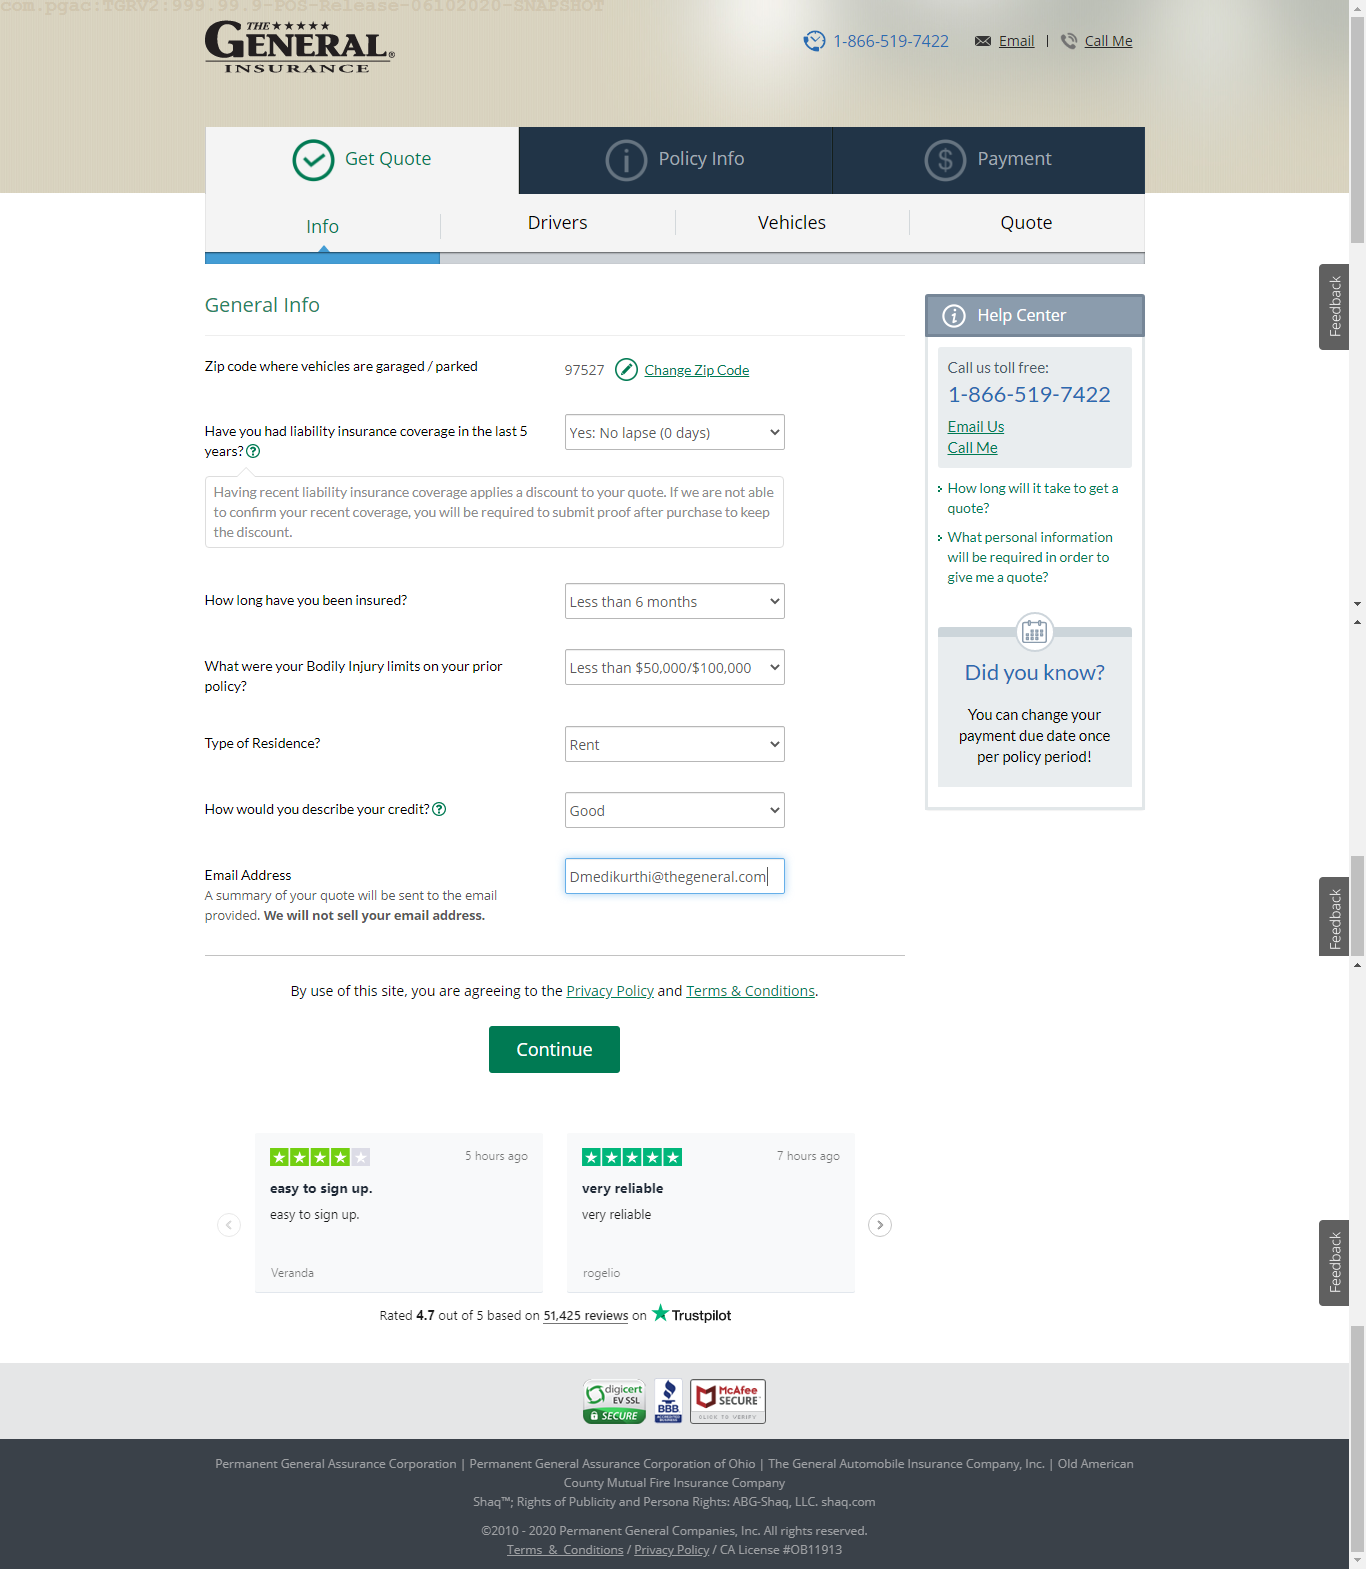 com.pgac:TGRV2:999.99.9-POS-Release-06102020-SNAPSHOT
THE
GENERAL®
INSURANCE
1-866-519-7422 Email | Call Me
Get Quote Policy Info Payment
Info Drivers Vehicles Quote
General Info
Zip code where vehicles are garaged / parked 97527 Change Zip Code
Have you had liability insurance coverage in the last 5
years? ?
Yes: No lapse (0 days)
Having recent liability insurance coverage applies a discount to your quote. If we are not able
to confirm your recent coverage, you will be required to submit proof after purchase to keep
the discount.
How long have you been insured? Less than 6 months
What were your Bodily Injury limits on your prior
policy?
Less than $50,000/$100,000
Type of Residence? Rent
How would you describe your credit? ? Good
Email Address
A summary of your quote will be sent to the email
provided. We will not sell your email address.
Dmedikurthi@thegeneral.com
By use of this site, you are agreeing to the Privacy Policy and Terms & Conditions.
Continue
Help Center
Call us toll free:
1-866-519-7422
Email Us
Call Me
How long will it take to get a
quote?
What personal information
will be required in order to
give me a quote?
Did you know?
You can change your
payment due date once
per policy period!
Feedback
Feedback
Feedback
5 hours ago
easy to sign up.
easy to sign up.
Veranda
7 hours ago
very reliable
very reliable
rogelio
Rated 4.7 out of 5 based on 51,425 reviews on Trustpilot
digicert
EV SSL
SECURE
BBB
ACCREDITED
BUSINESS
McAfee
SECURE
CLICK TO VERIFY
Permanent General Assurance Corporation | Permanent General Assurance Corporation of Ohio | The General Automobile Insurance Company, Inc. | Old American
County Mutual Fire Insurance Company
Shaq™; Rights of Publicity and Persona Rights: ABG-Shaq, LLC. shaq.com
©2010 - 2020 Permanent General Companies, Inc. All rights reserved.
Terms & Conditions / Privacy Policy / CA License #OB11913